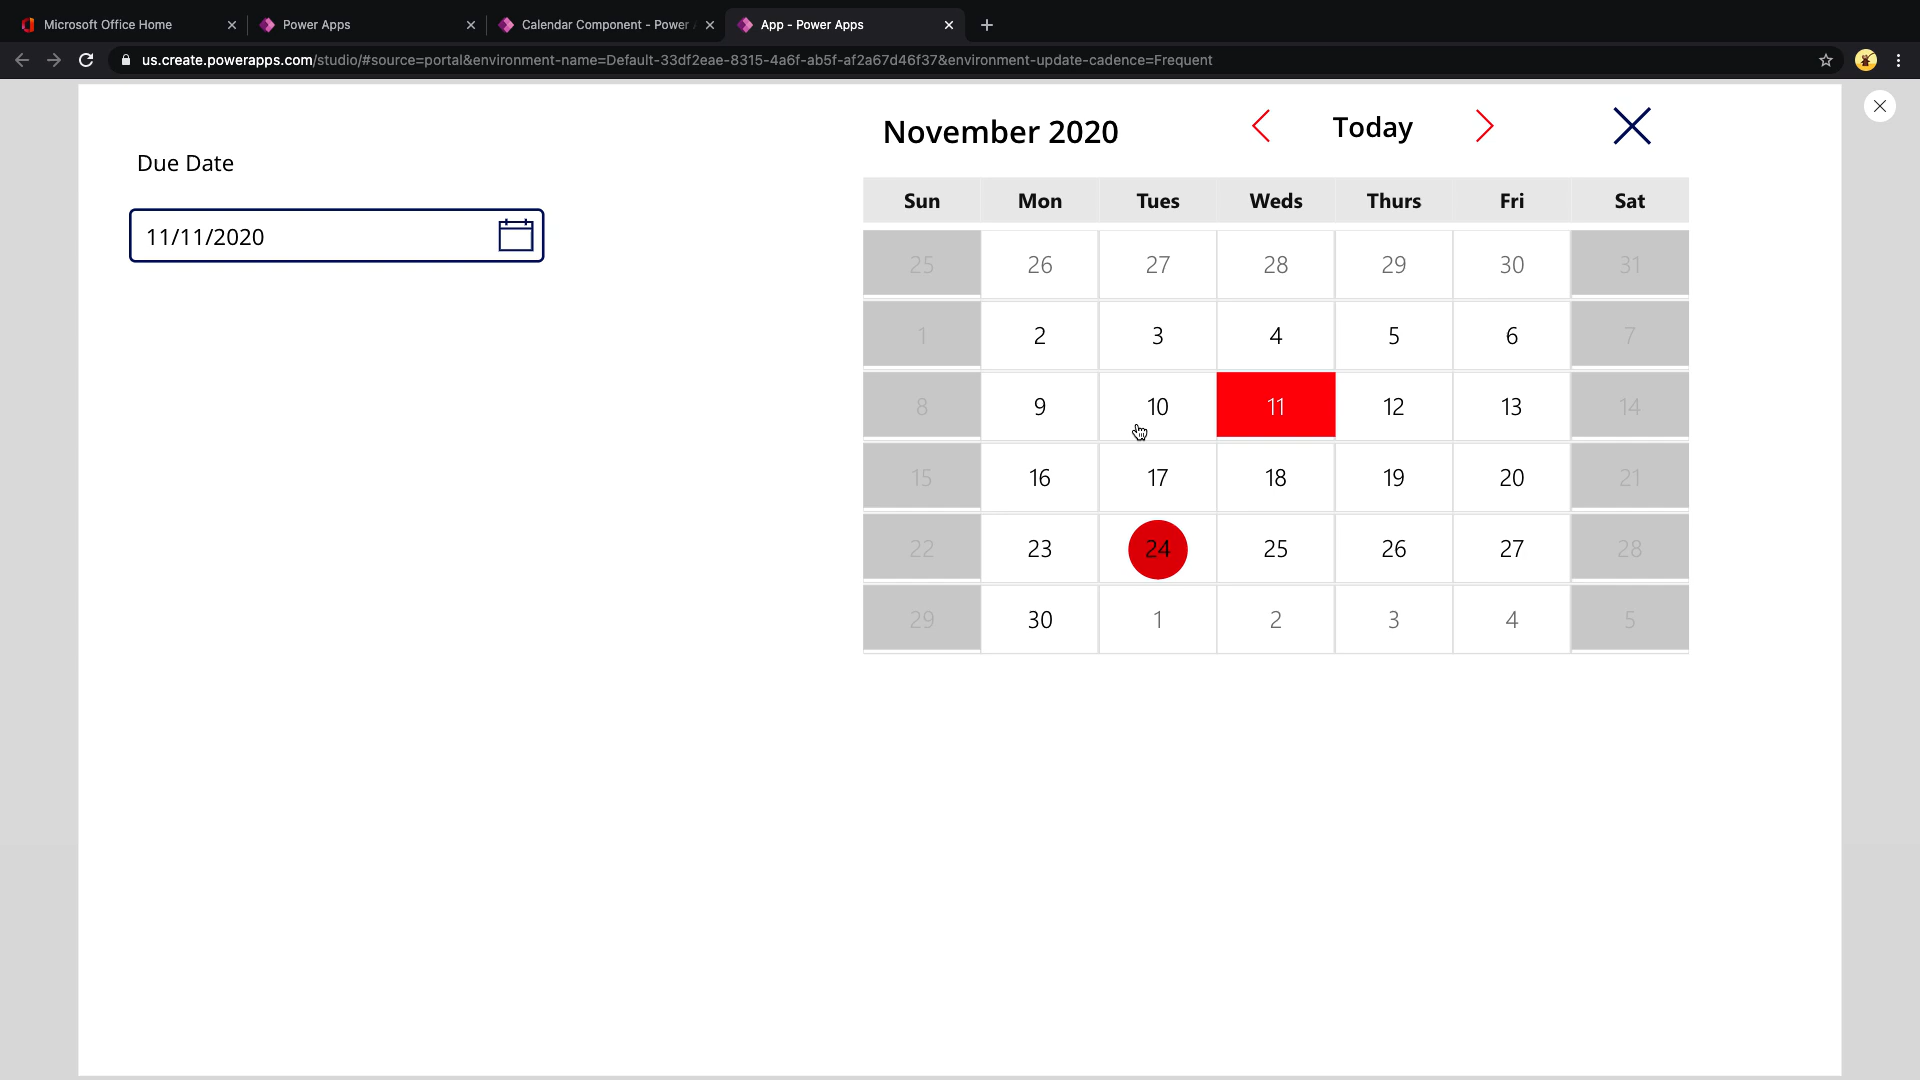 Microsoft Office Home
Power Apps
Calendar Component - Power
App - Power Apps
us.create.powerapps.com/studio/#source=portal&environment-name=Default-33df2eae-8315-4a6f-ab5f-af2a67d46f37&environment-update-cadence=Frequent
November 2020
Today
Due Date
11/11/2020
Sun Mon Tues Weds Thurs Fri Sat
25 26 27 28 29 30 31
1 2 3 4 5 6 7
8 9 10 11 12 13 14
15 16 17 18 19 20 21
22 23 24 25 26 27 28
29 30 1 2 3 4 5